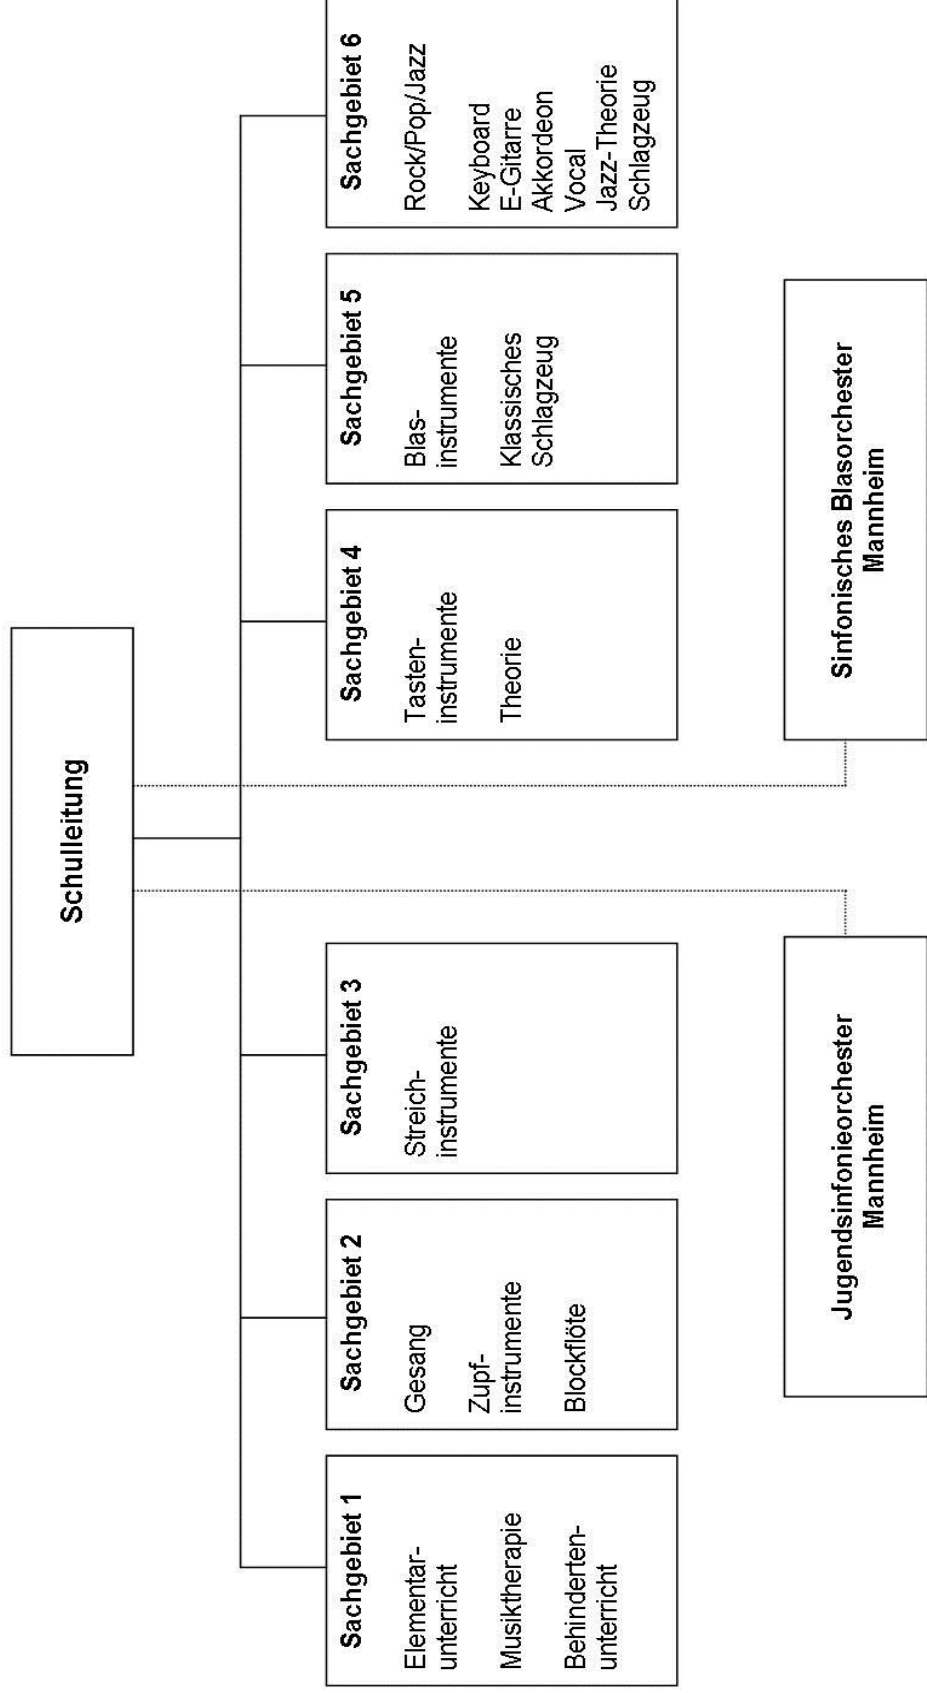 Schulleitung
Sachgebiet 1
Elementar-
unterricht
Musiktherapie
Behinderten-
unterricht
Sachgebiet 2
Gesang
Zupf-
instrumente
Blockflöte
Sachgebiet 3
Streich-
instrumente
Sachgebiet 4
Tasten-
instrumente
Theorie
Sachgebiet 5
Blas-
instrumente
Klassisches
Schlagzeug
Sachgebiet 6
Rock/Pop/Jazz
Keyboard
E-Gitarre
Akkordeon
Vocal
Jazz-Theorie
Schlagzeug
Jugendsinfonieorchester
Mannheim
Sinfonisches Blasorchester
Mannheim